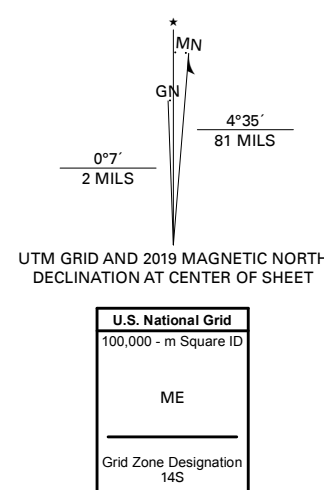 ★
MN
GN
4°35´
81 MILS
0°7´
2 MILS
UTM GRID AND 2019 MAGNETIC NORTH
DECLINATION AT CENTER OF SHEET
U.S. National Grid
100,000 - m Square ID
ME
Grid Zone Designation
14S